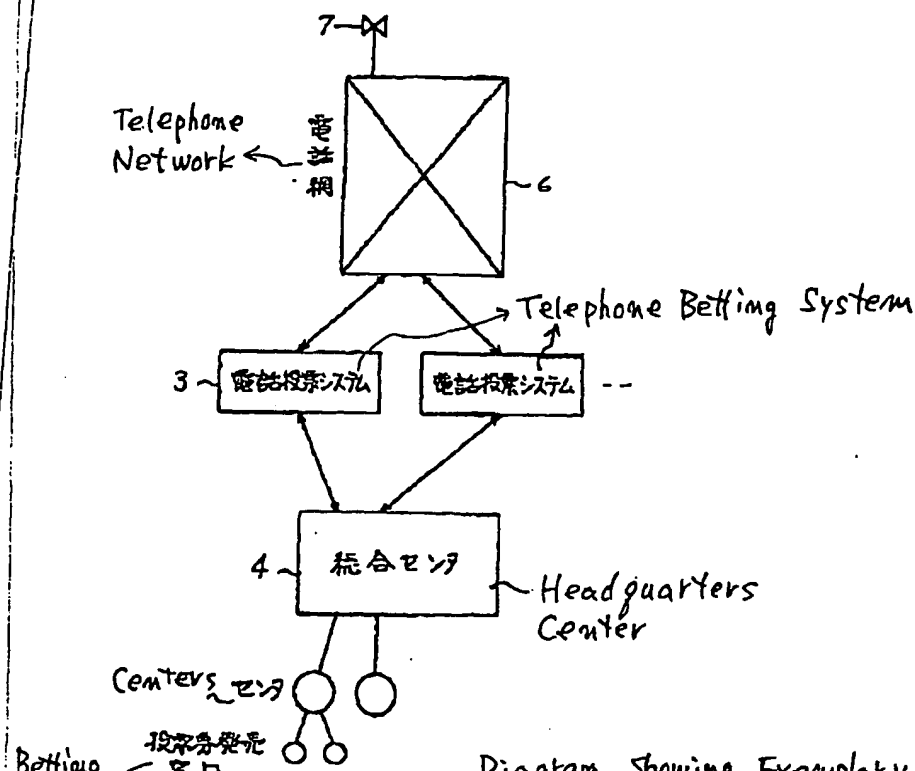 7
Telephone
Network
電話網
6
Telephone Betting System
3
電話投票システム
電話投票システム
--
4
総合センタ
Headquarters
Center
Centers
センタ
投票券発売
Betting
窓口
Diagram Showing Exemplary